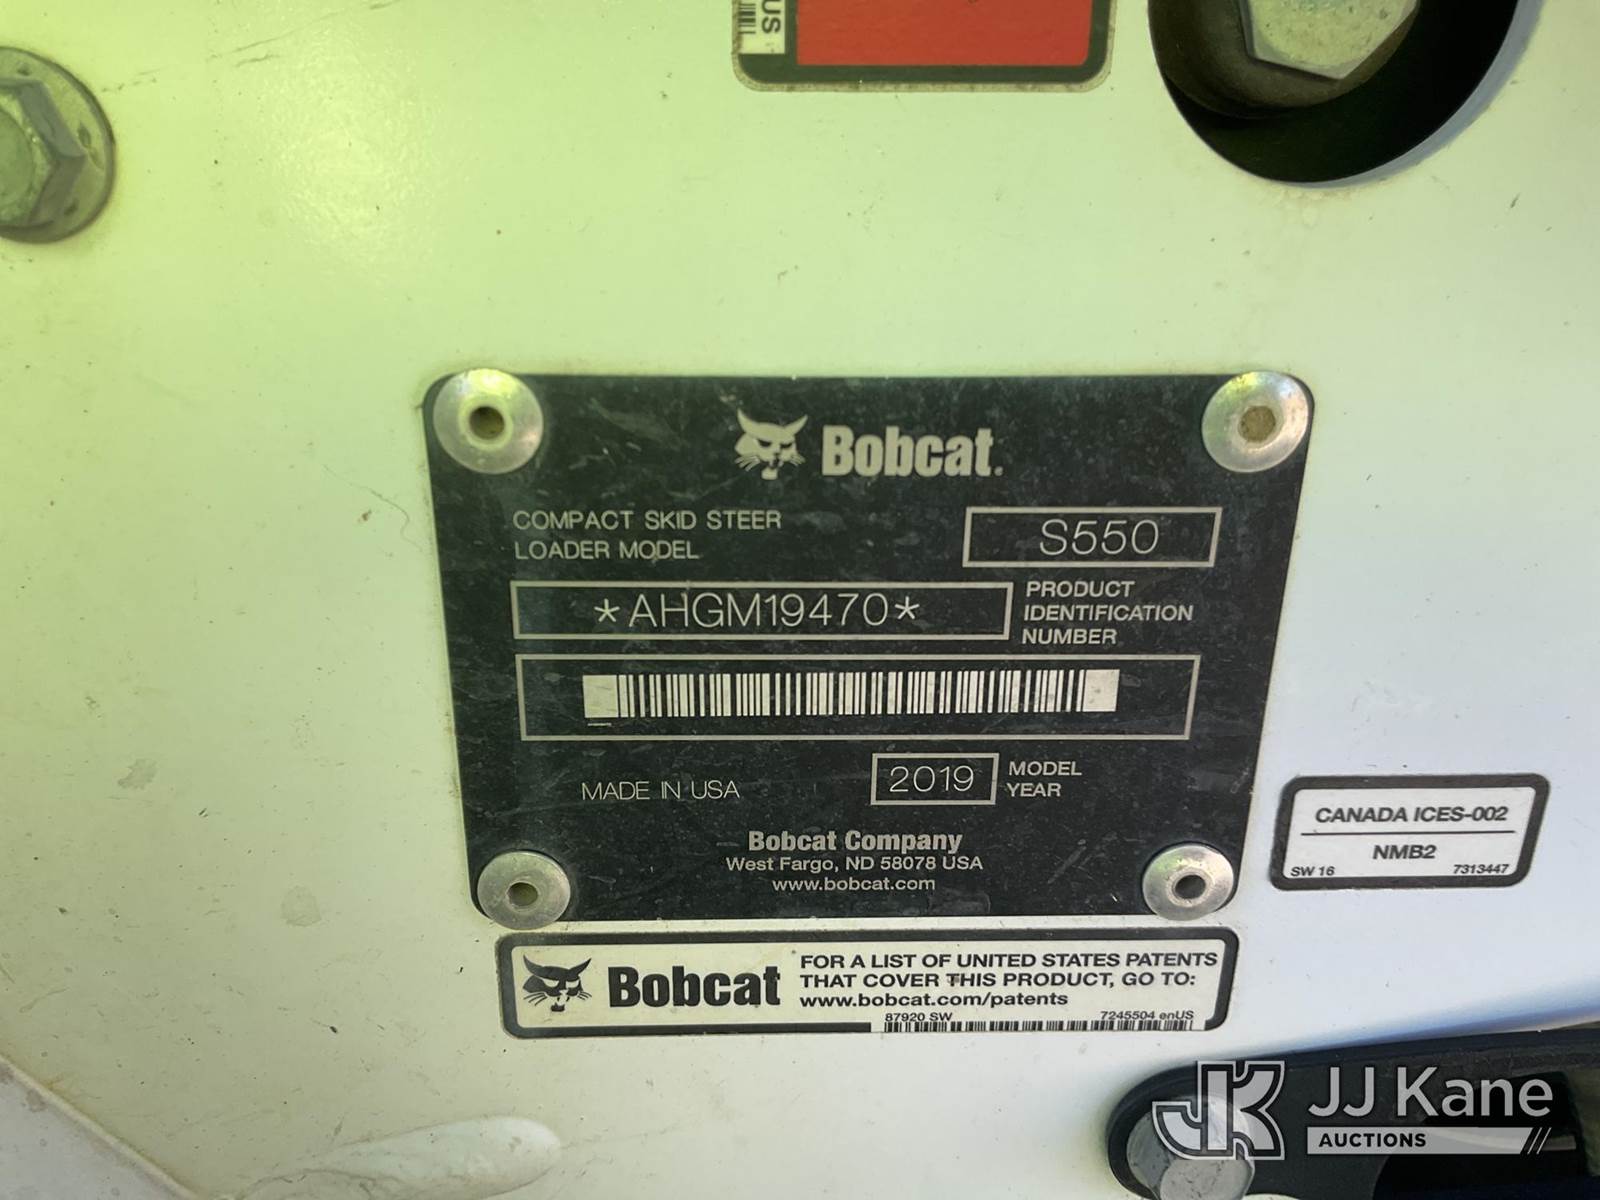 US
Bobcat.
COMPACT SKID STEER
LOADER MODEL
S550
*AHGM19470*
PRODUCT
IDENTIFICATION
NUMBER
MADE IN USA
2019
MODEL
YEAR
Bobcat Company
West Fargo, ND 58078 USA
www.bobcat.com
CANADA ICES-002
NMB2
SW 16 7313447
Bobcat
FOR A LIST OF UNITED STATES PATENTS
THAT COVER THIS PRODUCT, GO TO:
www.bobcat.com/patents
87920 SW 7245504 enUS
JK
JJ Kane
AUCTIONS